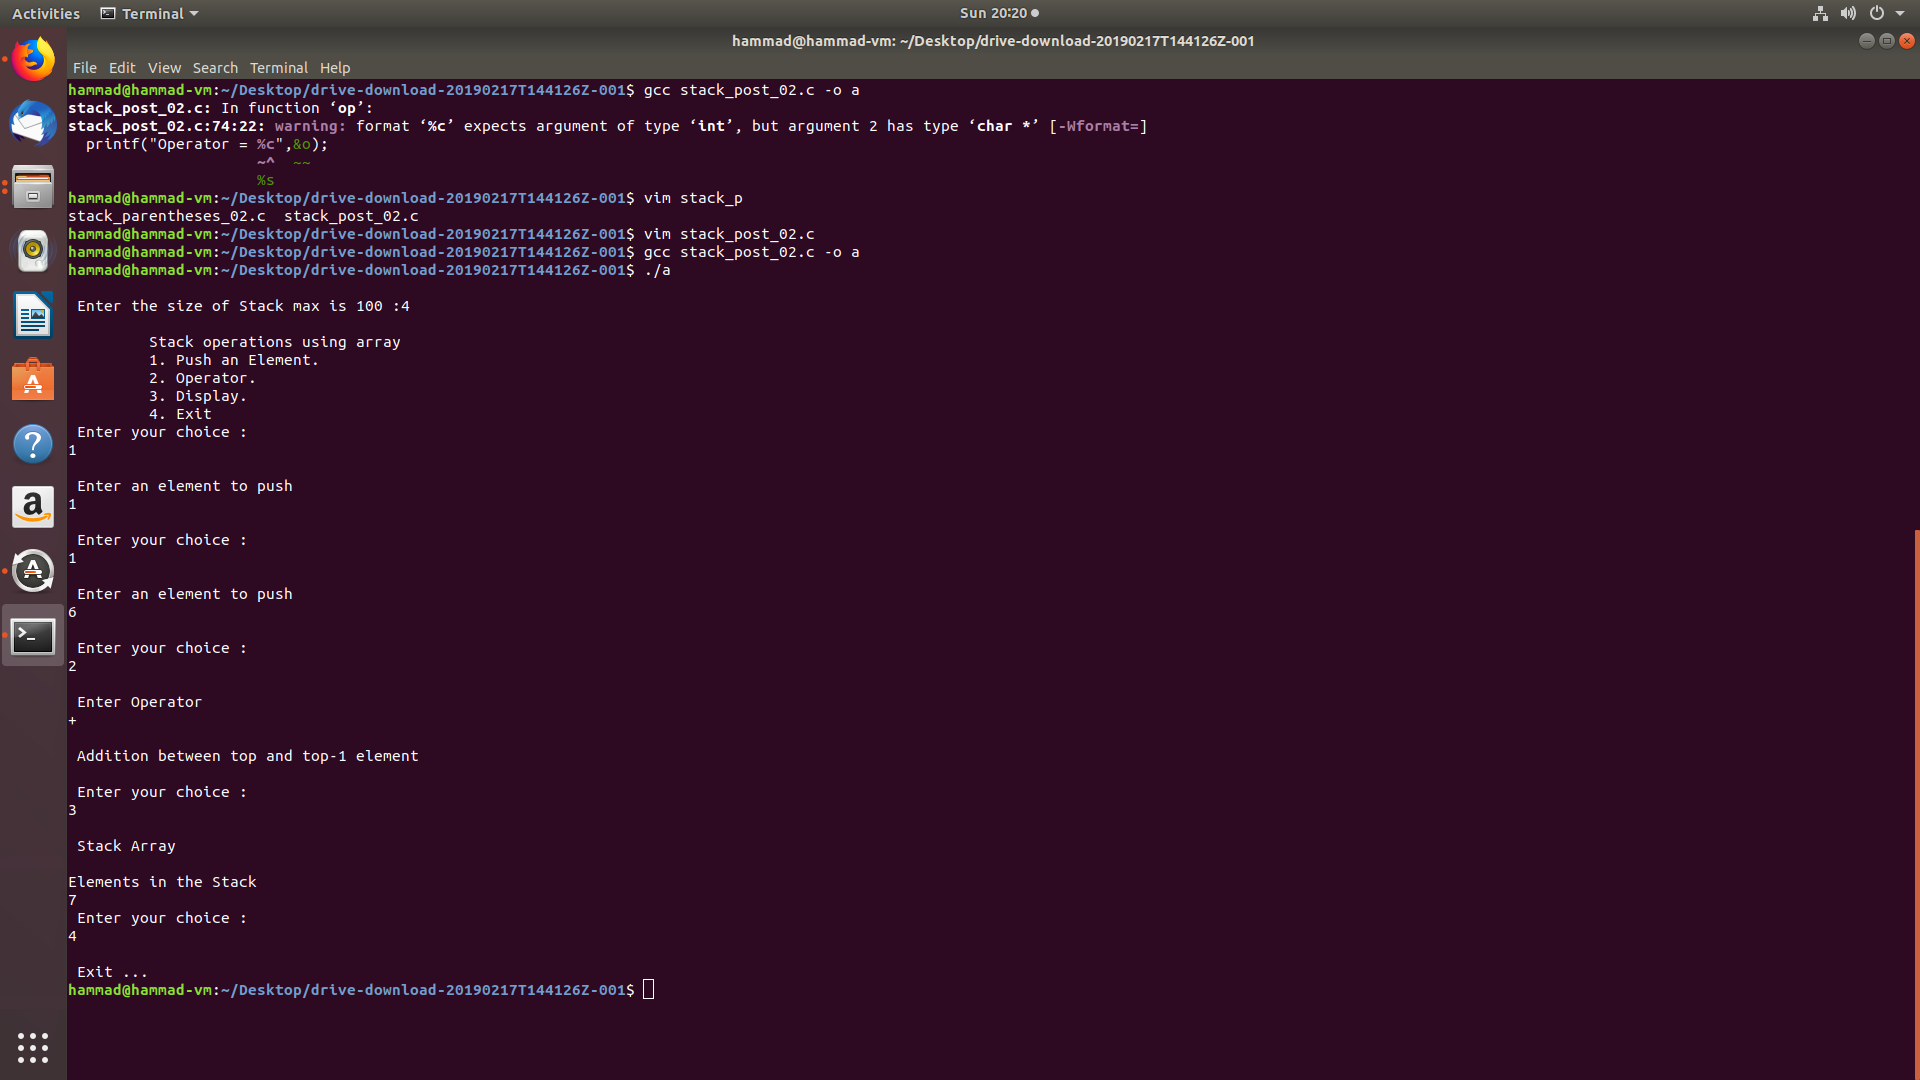 Activities Terminal Sun 20:20
hammad@hammad-vm: ~/Desktop/drive-download-20190217T144126Z-001
File Edit View Search Terminal Help
hammad@hammad-vm:~/Desktop/drive-download-20190217T144126Z-001$ gcc stack_post_02.c -o a
stack_post_02.c: In function ‘op’:
stack_post_02.c:74:22: warning: format ‘%c’ expects argument of type ‘int’, but argument 2 has type ‘char *’ [-Wformat=]
  printf("Operator = %c",&o);
                     ~^  ~~
                     %s
hammad@hammad-vm:~/Desktop/drive-download-20190217T144126Z-001$ vim stack_p
stack_parentheses_02.c  stack_post_02.c
hammad@hammad-vm:~/Desktop/drive-download-20190217T144126Z-001$ vim stack_post_02.c
hammad@hammad-vm:~/Desktop/drive-download-20190217T144126Z-001$ gcc stack_post_02.c -o a
hammad@hammad-vm:~/Desktop/drive-download-20190217T144126Z-001$ ./a
 Enter the size of Stack max is 100 :4
         Stack operations using array
         1. Push an Element.
         2. Operator.
         3. Display.
         4. Exit
 Enter your choice :
1
 Enter an element to push
1
 Enter your choice :
1
 Enter an element to push
6
 Enter your choice :
2
 Enter Operator
+
 Addition between top and top-1 element
 Enter your choice :
3
 Stack Array
Elements in the Stack
7
 Enter your choice :
4
 Exit ...
hammad@hammad-vm:~/Desktop/drive-download-20190217T144126Z-001$